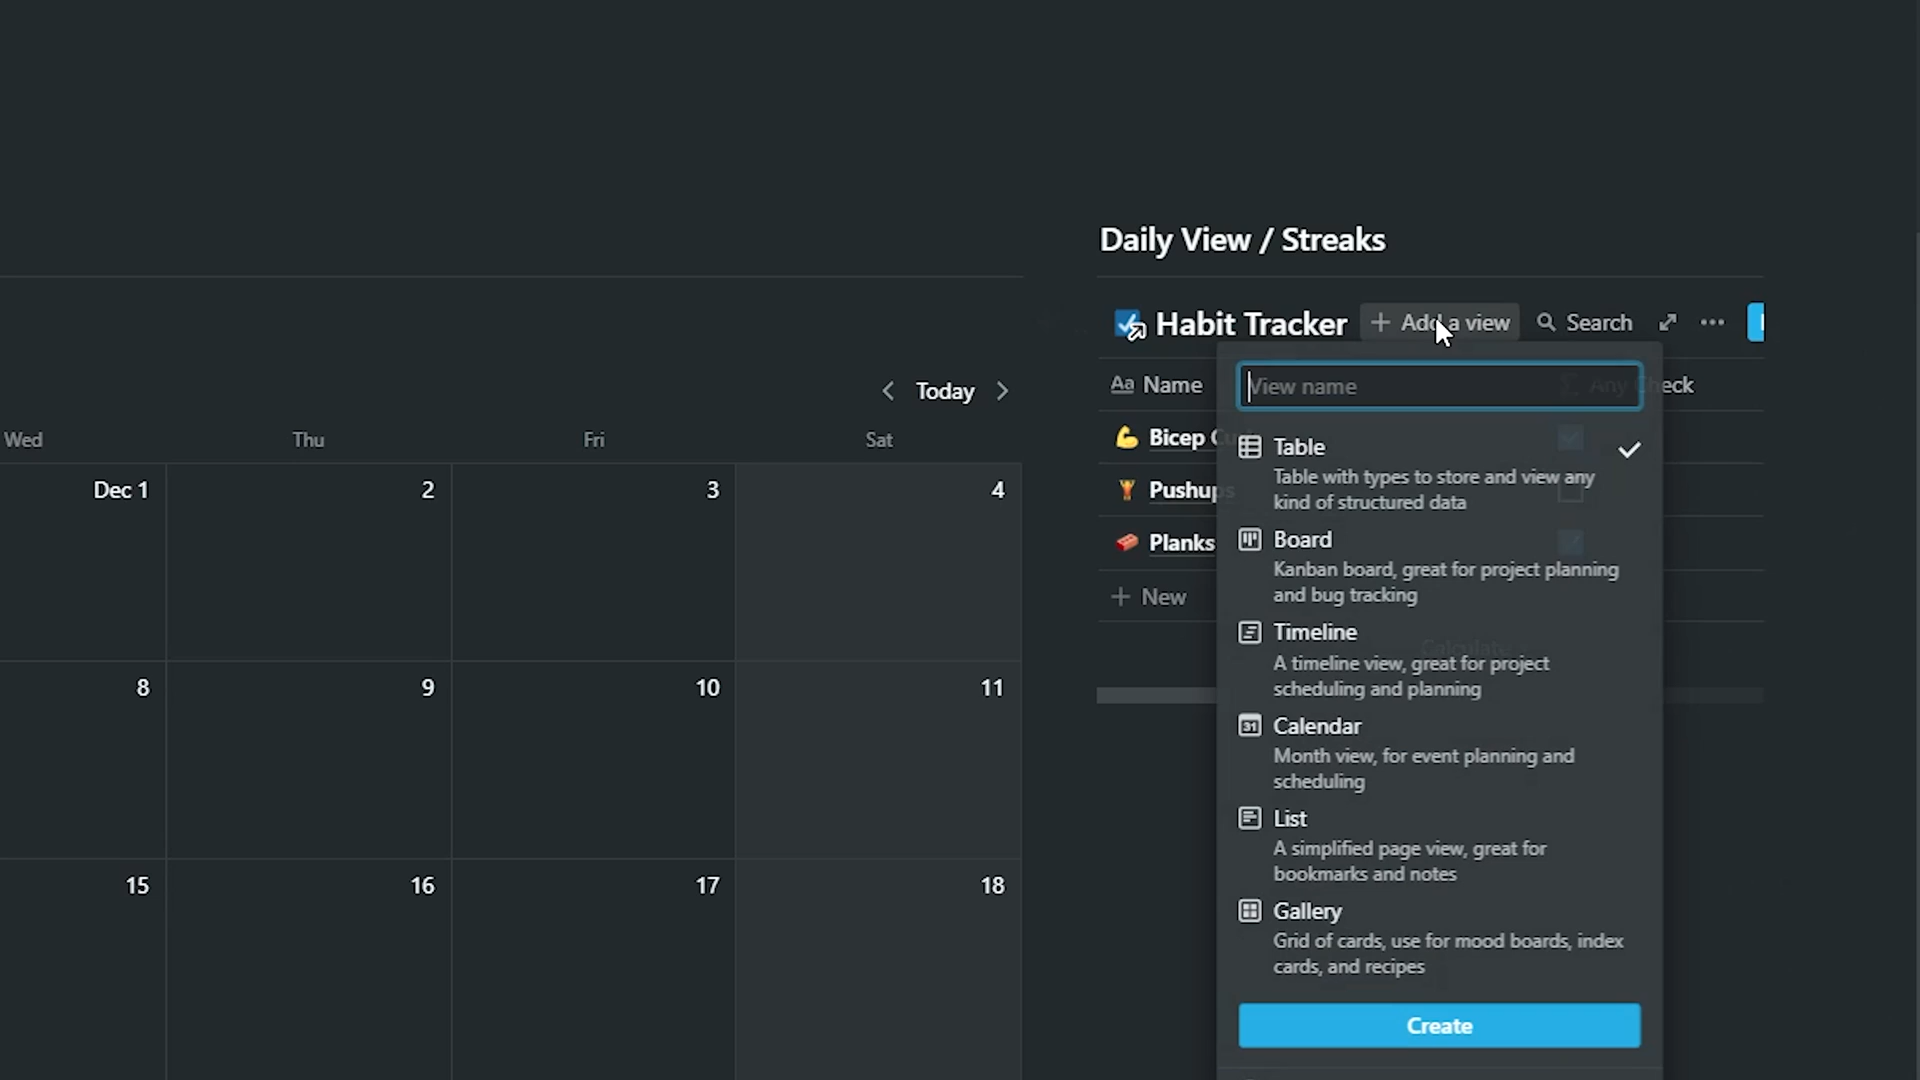 Daily View / Streaks
Habit Tracker
Add a view
Search
Today
Wed
Thu
Fri
Sat
Dec 1
2
3
4
8
9
10
11
15
16
17
18
Aa Name
Any Check
Bicep
Pushups
Planks
New
Calculate
View name
Table
Table with types to store and view any
kind of structured data
Board
Kanban board, great for project planning
and bug tracking
Timeline
A timeline view, great for project
scheduling and planning
31
Calendar
Month view, for event planning and
scheduling
List
A simplified page view, great for
bookmarks and notes
Gallery
Grid of cards, use for mood boards, index
cards, and recipes
Create